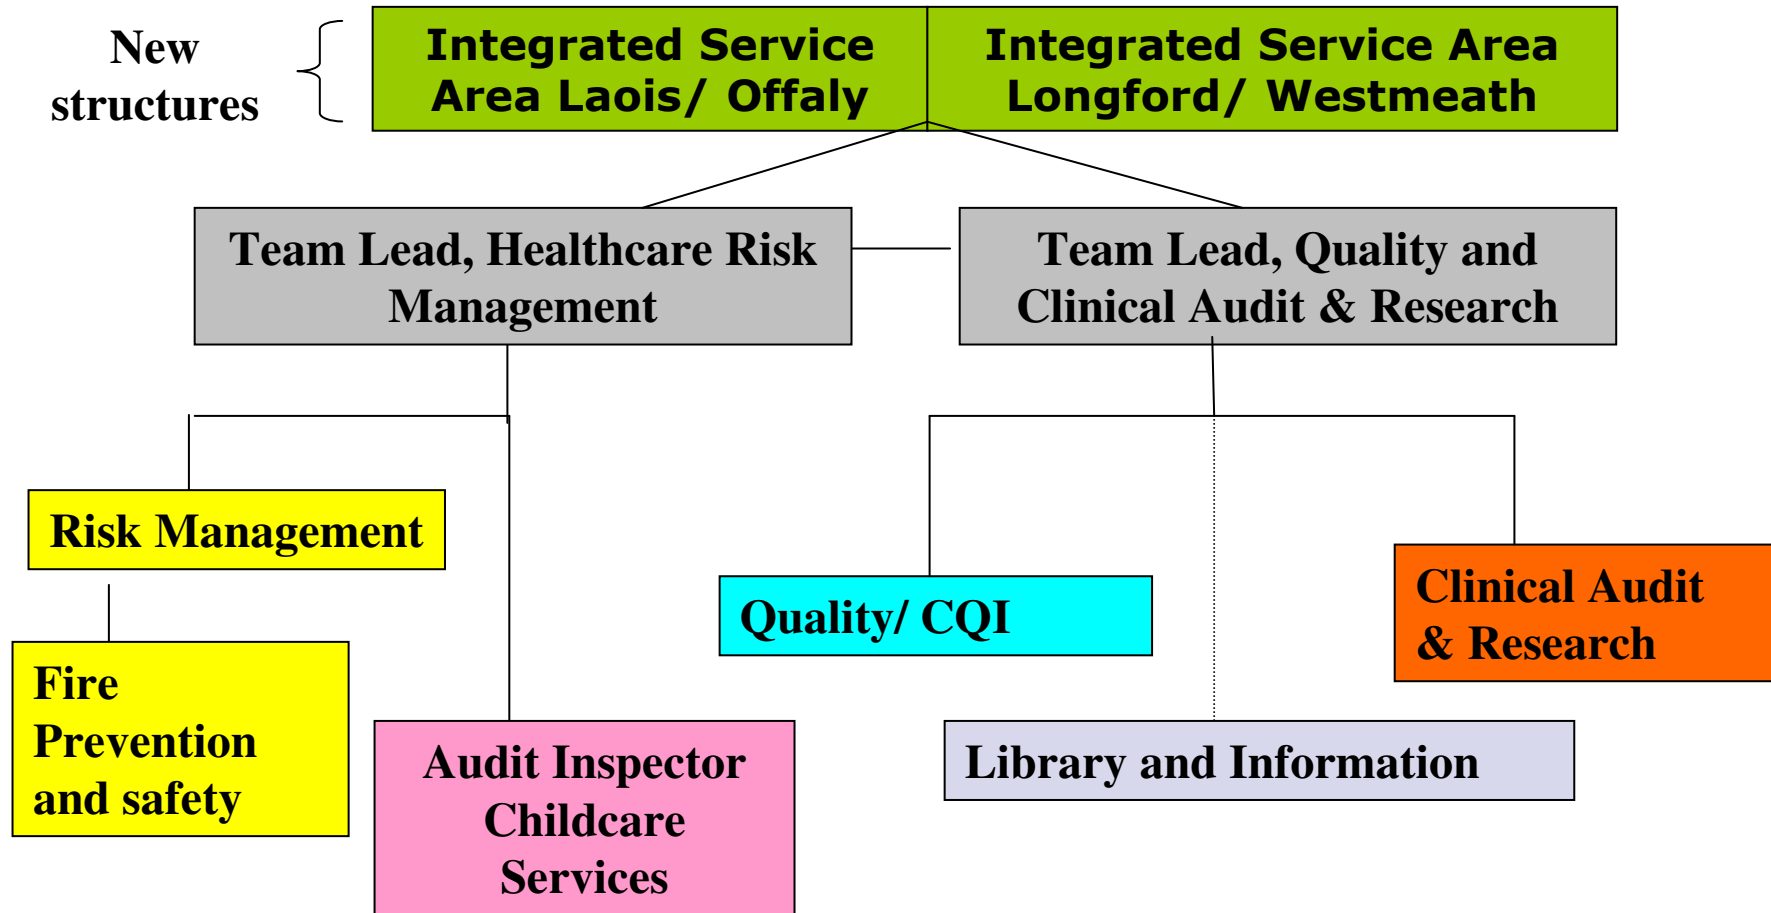 New
structures
Integrated Service
Area Laois/ Offaly
Integrated Service Area
Longford/ Westmeath
Team Lead, Healthcare Risk
Management
Team Lead, Quality and
Clinical Audit & Research
Risk Management
Fire
Prevention
and safety
Audit Inspector
Childcare
Services
Quality/ CQI
Library and Information
Clinical Audit
& Research